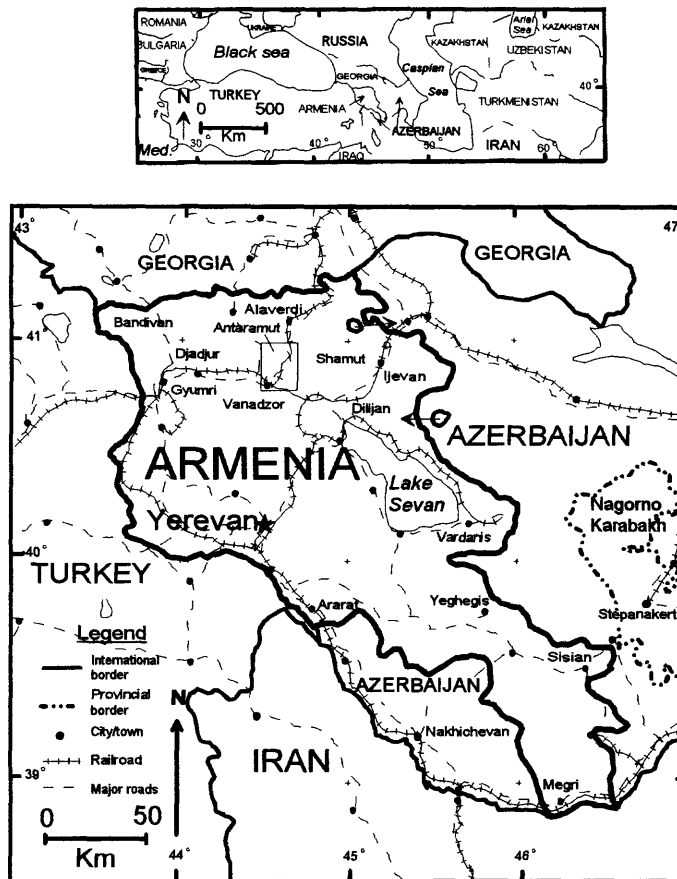 ROMANIA
UKRAINE
RUSSIA
KAZAKHSTAN
Aral Sea
KAZAKHSTAN
BULGARIA
Black sea
UZBEKISTAN
GREECE
GEORGIA
Caspian Sea
N
TURKEY
0 500
Km
ARMENIA
AZERBAIJAN
TURKMENISTAN
40°
Med.
30°
40°
IRAQ
50°
IRAN
60°
43°
47
GEORGIA
GEORGIA
Alaverdi
Bandivan
Antaramut
41°
Djadjur
Shamut
Ijevan
Gyumri
Vanadzor
Dilijan
AZERBAIJAN
ARMENIA
Lake Sevan
Nagorno Karabakh
Yerevan
Vardanis
40°
TURKEY
Ararat
Yeghegis
Stepanakert
Legend
International border
Provincial border
City/town
Railroad
Major roads
Sisian
AZERBAIJAN
N
IRAN
Nakhichevan
39°
Megri
0 50
Km
44°
45°
46°